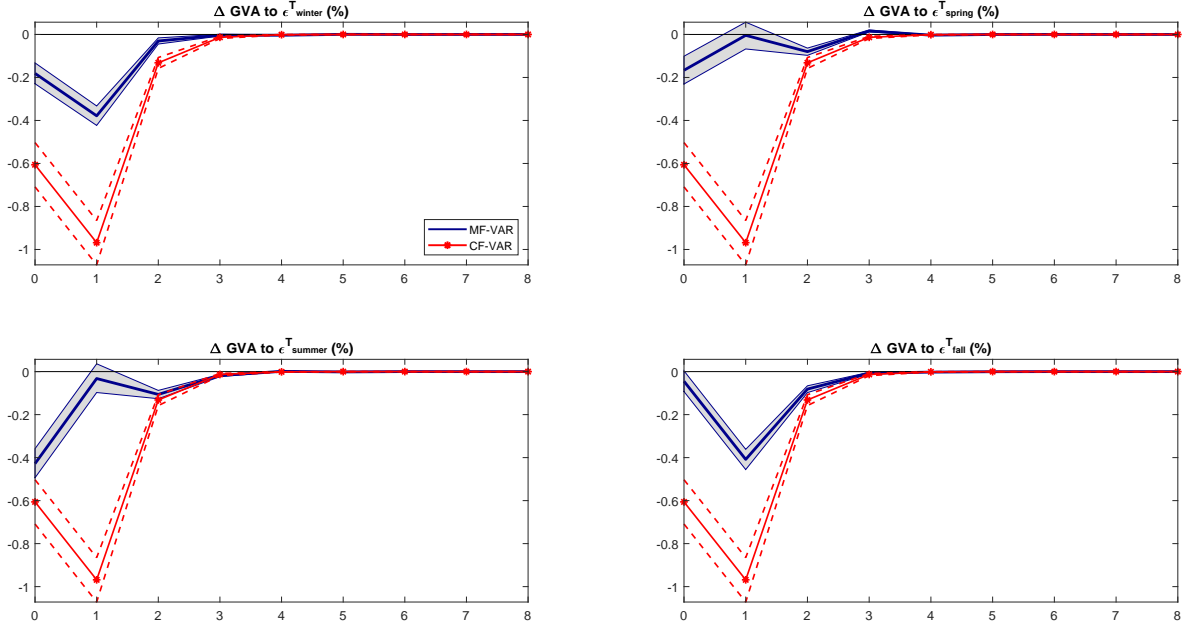 Δ GVA to ϵ^T_winter (%)
0
-0.2
-0.4
-0.6
-0.8
-1
0 1 2 3 4 5 6 7 8
MF-VAR
CF-VAR
Δ GVA to ϵ^T_spring (%)
0
-0.2
-0.4
-0.6
-0.8
-1
0 1 2 3 4 5 6 7 8
Δ GVA to ϵ^T_summer (%)
0
-0.2
-0.4
-0.6
-0.8
-1
0 1 2 3 4 5 6 7 8
Δ GVA to ϵ^T_fall (%)
0
-0.2
-0.4
-0.6
-0.8
-1
0 1 2 3 4 5 6 7 8